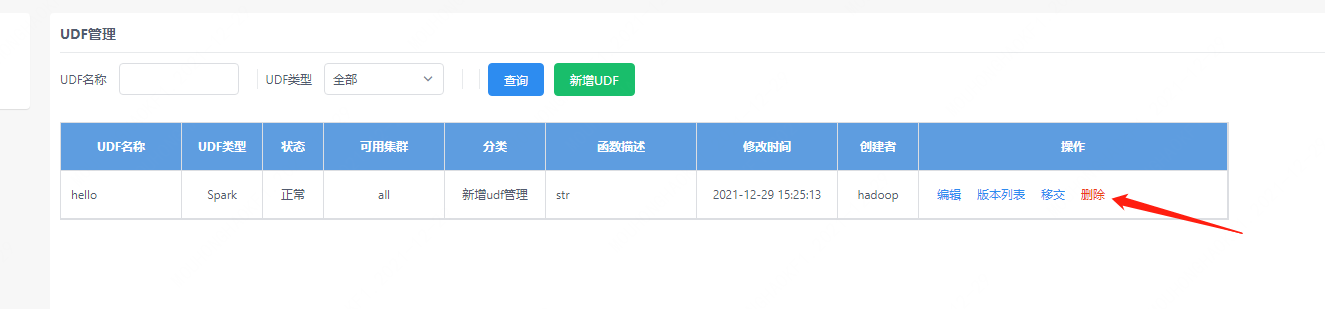 UDF管理
UDF名称 UDF类型 全部 查询 新增UDF
UDF名称 UDF类型 状态 可用集群 分类 函数描述 修改时间 创建者 操作
hello Spark 正常 all 新增udf管理 str 2021-12-29 15:25:13 hadoop 编辑 版本列表 移交 删除